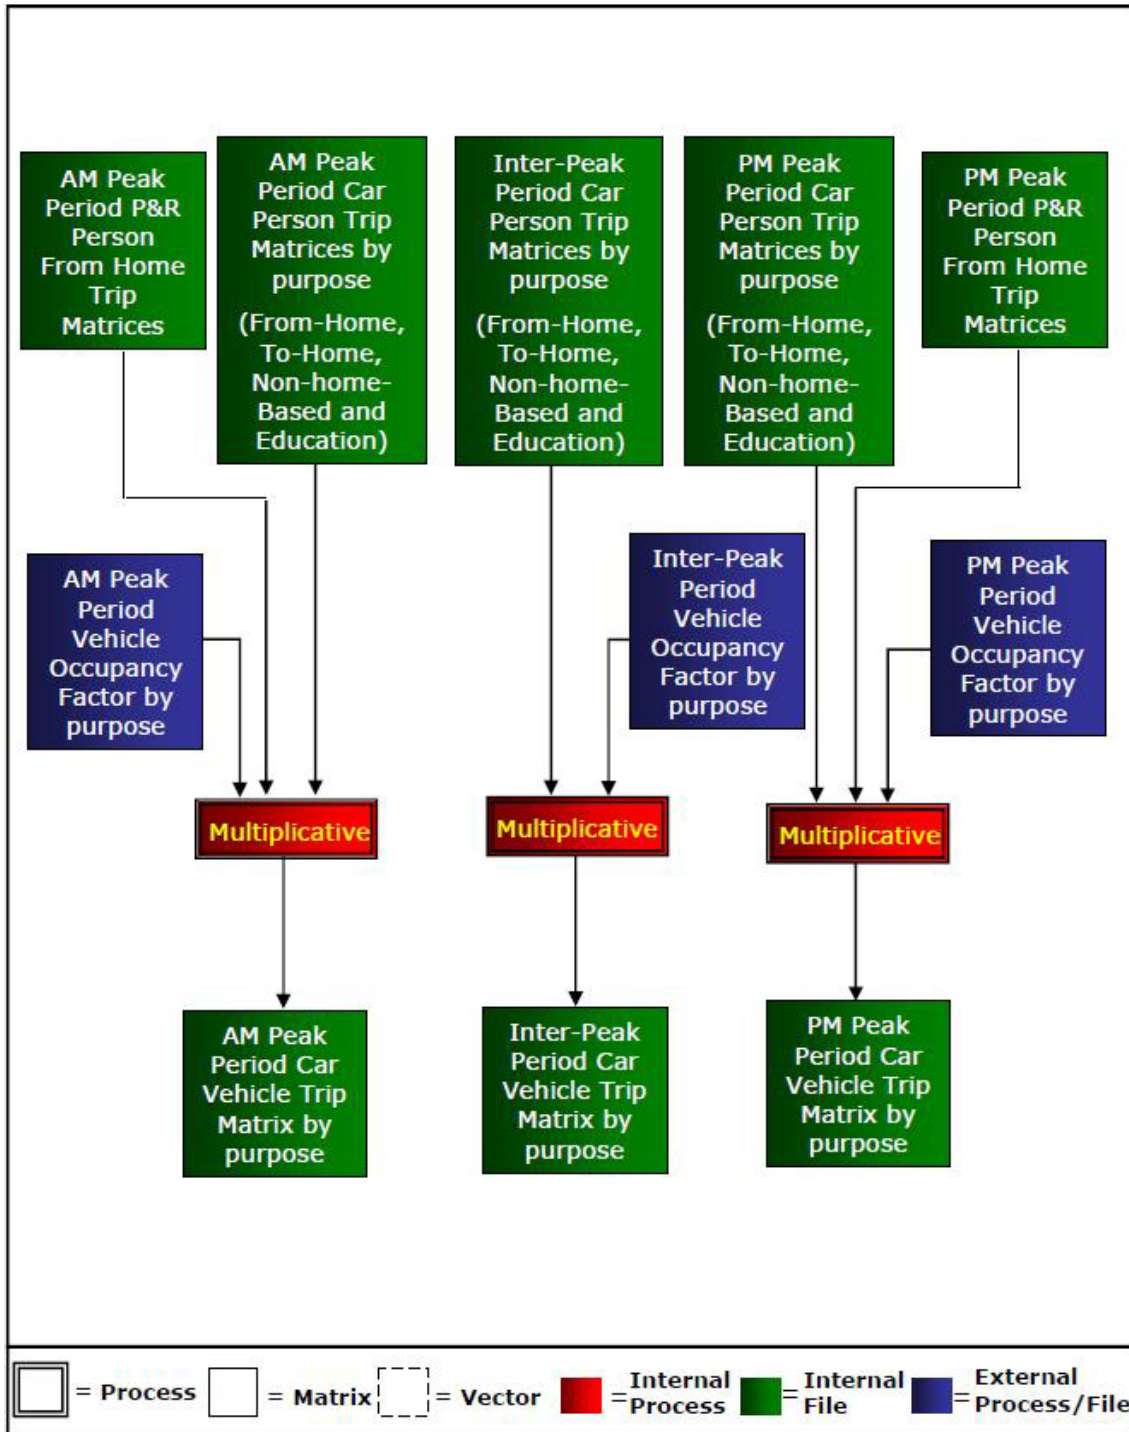 AM Peak
Period P&R
Person
From Home
Trip
Matrices
AM Peak
Period Car
Person Trip
Matrices by
purpose
(From-Home,
To-Home,
Non-home-
Based and
Education)
Inter-Peak
Period Car
Person Trip
Matrices by
purpose
(From-Home,
To-Home,
Non-home-
Based and
Education)
PM Peak
Period Car
Person Trip
Matrices by
purpose
(From-Home,
To-Home,
Non-home-
Based and
Education)
PM Peak
Period P&R
Person
From Home
Trip
Matrices
AM Peak
Period
Vehicle
Occupancy
Factor by
purpose
Inter-Peak
Period
Vehicle
Occupancy
Factor by
purpose
PM Peak
Period
Vehicle
Occupancy
Factor by
purpose
Multiplicative
Multiplicative
Multiplicative
AM Peak
Period Car
Vehicle Trip
Matrix by
purpose
Inter-Peak
Period Car
Vehicle Trip
Matrix by
purpose
PM Peak
Period Car
Vehicle Trip
Matrix by
purpose
= Process
= Matrix
= Vector
= Internal
Process
= Internal
File
= External
Process/File